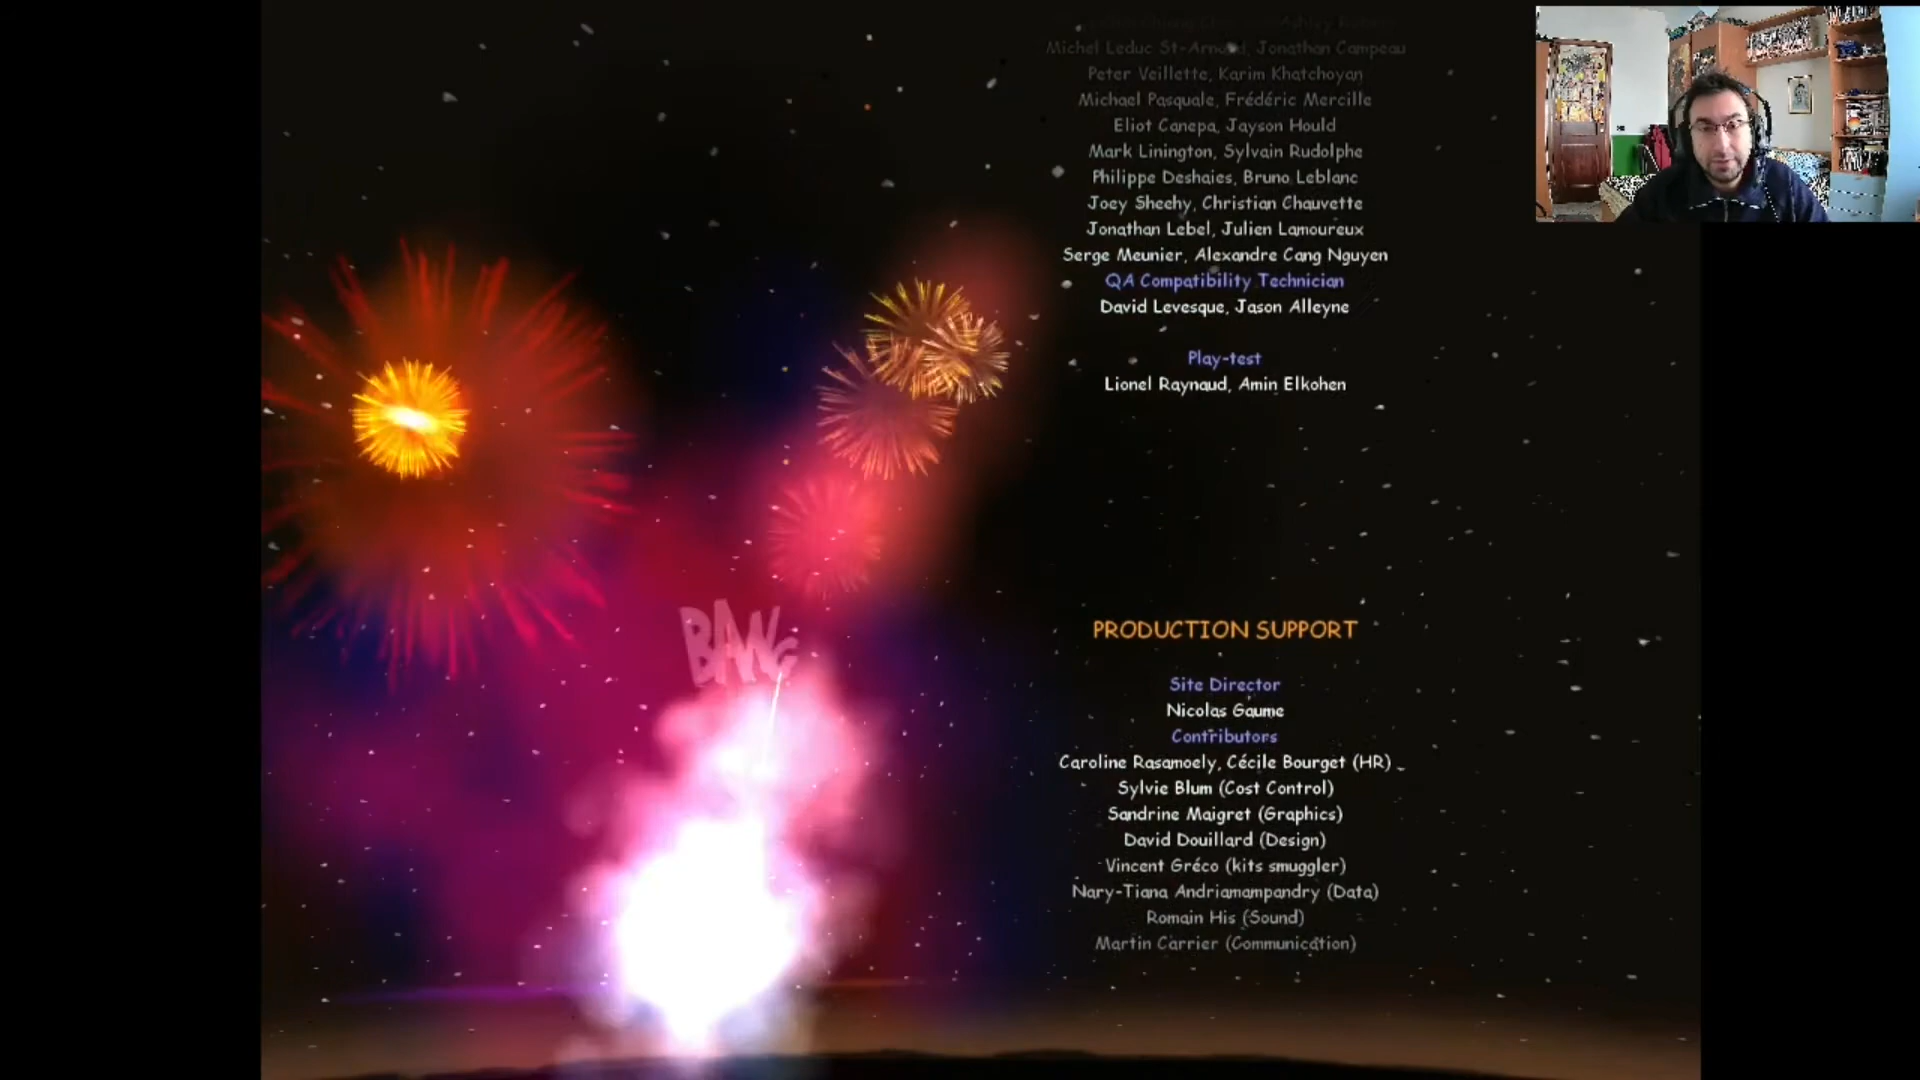 Michel Leduc St-Arnaud, Jonathan Campeau
Peter Veillette, Karim Khatchoyan
Michael Pasquale, Frédéric Mercille
Eliot Canepa, Jayson Hould
Mark Linington, Sylvain Rudolphe
Philippe Deshaies, Bruno Leblanc
Joey Sheehy, Christian Chauvette
Jonathan Lebel, Julien Lamoureux
Serge Meunier, Alexandre Cang Nguyen
QA Compatibility Technician
David Levesque, Jason Alleyne
Play-test
Lionel Raynaud, Amin Elkohen
BANG
PRODUCTION SUPPORT
Site Director
Nicolas Gaume
Contributors
Caroline Rasamoely, Cécile Bourget (HR)
Sylvie Blum (Cost Control)
Sandrine Maigret (Graphics)
David Douillard (Design)
Vincent Gréco (kits smuggler)
Nary-Tiana Andriamampandry (Data)
Romain His (Sound)
Martin Carrier (Communication)